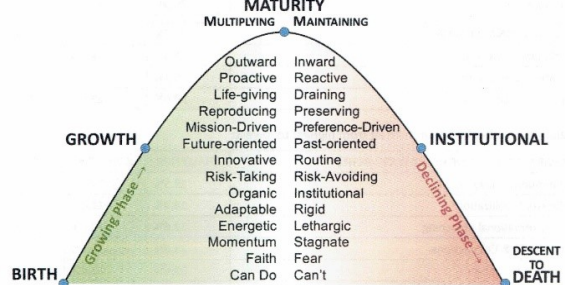 MATURITY
MULTIPLYING MAINTAINING
Outward Inward
Proactive Reactive
Life-giving Draining
Reproducing Preserving
Mission-Driven Preference-Driven
GROWTH
Future-oriented Past-oriented
INSTITUTIONAL
Innovative Routine
Risk-Taking Risk-Avoiding
Organic Institutional
Adaptable Rigid
Energetic Lethargic
Momentum Stagnate
Faith Fear
Can Do Can't
Growing Phase →
Declining Phase →
BIRTH
DESCENT
TO
DEATH